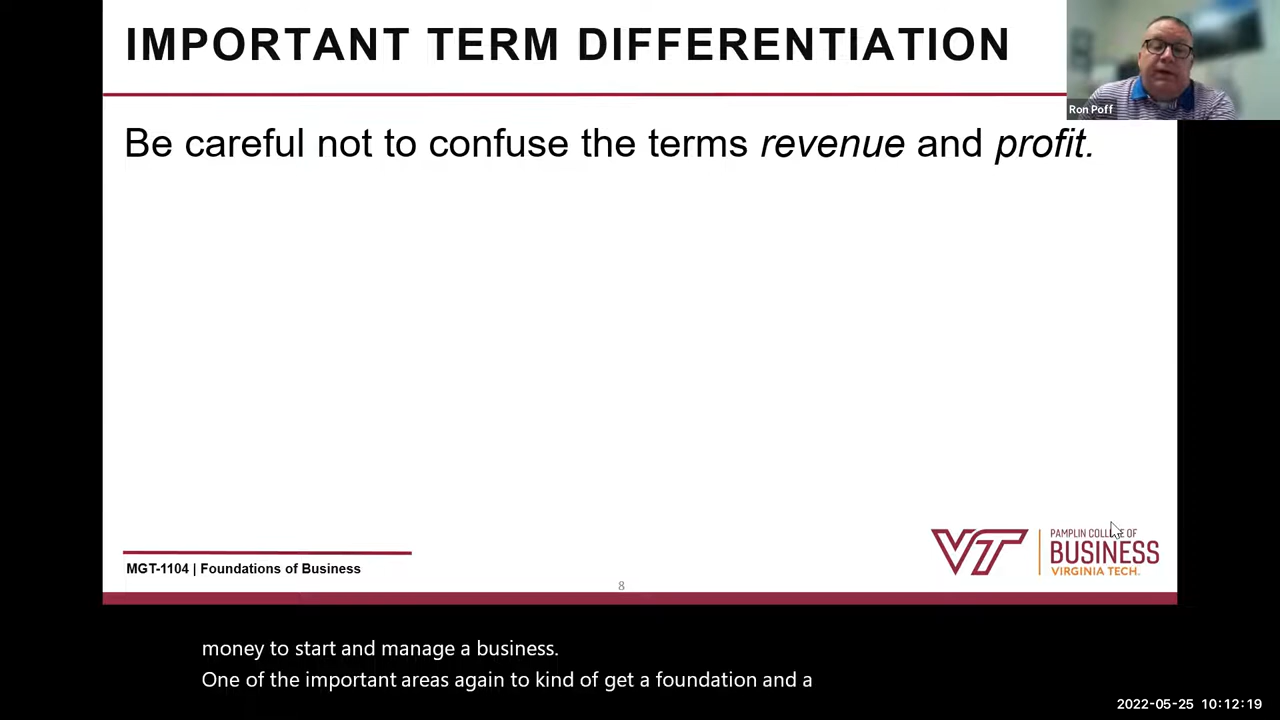 IMPORTANT TERM DIFFERENTIATION
Ron Poff
Be careful not to confuse the terms revenue and profit.
VT
PAMPLIN COLLEGE OF
BUSINESS
VIRGINIA TECH.
MGT-1104 | Foundations of Business
8
money to start and manage a business.
One of the important areas again to kind of get a foundation and a
2022-05-25 10:12:19